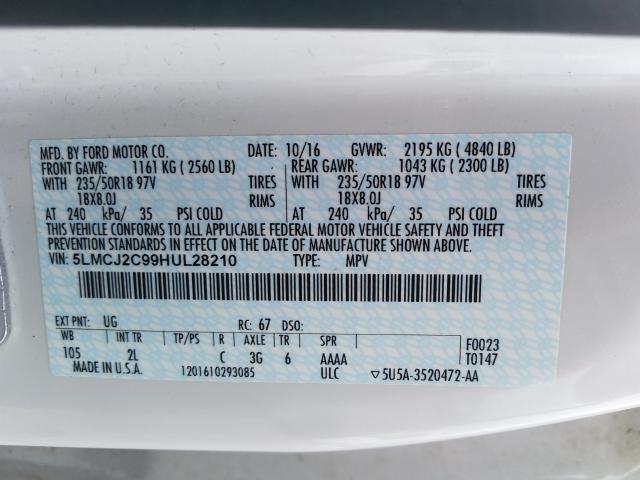 MFD. BY FORD MOTOR CO. DATE: 10/16 GVWR: 2195 KG ( 4840 LB)
FRONT GAWR: 1161 KG ( 2560 LB) REAR GAWR: 1043 KG ( 2300 LB)
WITH 235/50R18 97V TIRES WITH 235/50R18 97V TIRES
18X8.0J RIMS 18X8.0J RIMS
AT 240 kPa/ 35 PSI COLD AT 240 kPa/ 35 PSI COLD
THIS VEHICLE CONFORMS TO ALL APPLICABLE FEDERAL MOTOR VEHICLE SAFETY AND THEFT
PREVENTION STANDARDS IN EFFECT ON THE DATE OF MANUFACTURE SHOWN ABOVE.
VIN: 5LMCJ2C99HUL28210 TYPE: MPV
EXT PNT: UG RC: 67 DSO:
WB INT TR TP/PS R AXLE TR SPR F0023
105 2L C 3G 6 AAAA T0147
MADE IN U.S.A. 1201610293085 ULC ▽5U5A-3520472-AA